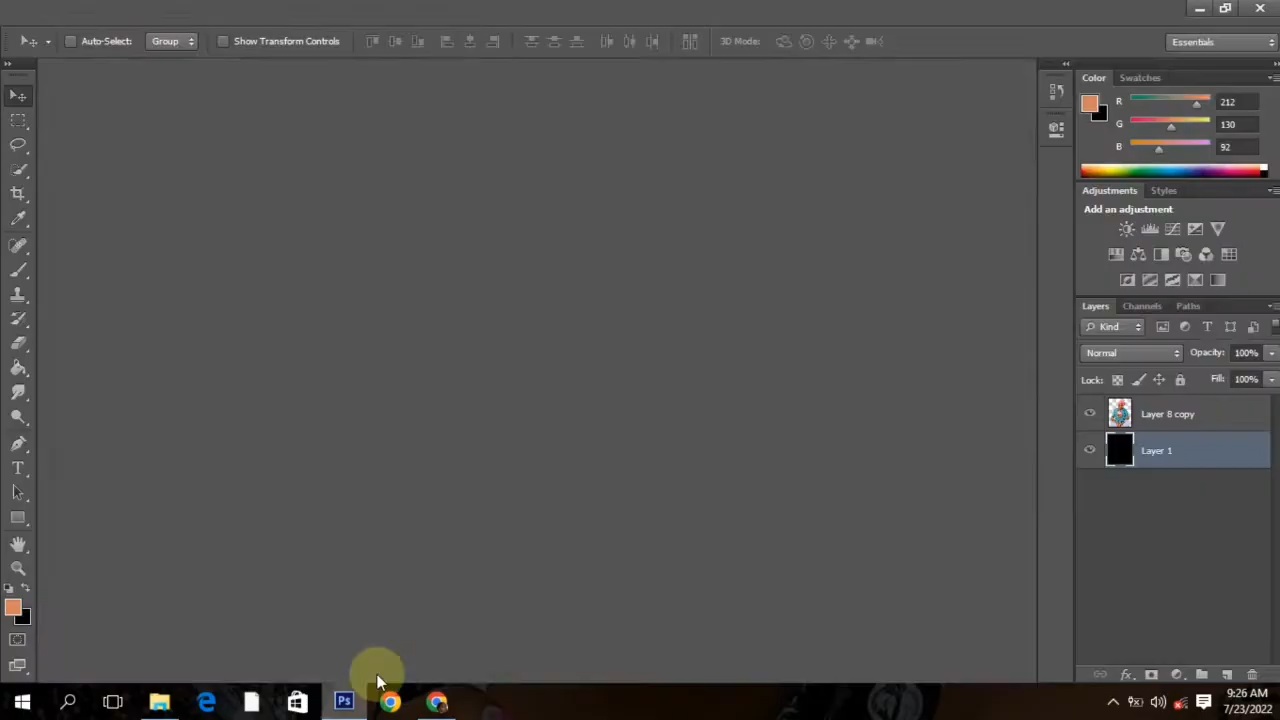 Auto-Select:
Group
Show Transform Controls
3D Mode:
Essentials
Color
Swatches
R
212
G
130
B
92
Adjustments
Styles
Add an adjustment
Layers
Channels
Paths
Kind
Normal
Opacity:
100%
Lock:
Fill:
100%
Layer 8 copy
Layer 1
T
fx
Ps
9:26 AM
7/23/2022